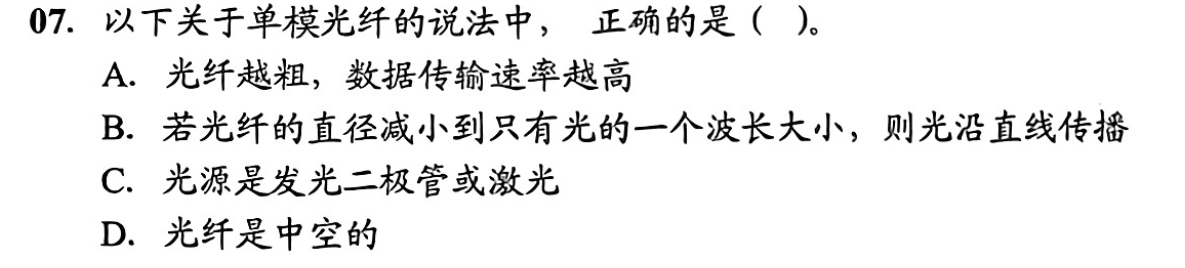 07. 以下关于单模光纤的说法中， 正确的是（ ）。
A. 光纤越粗，数据传输速率越高
B. 若光纤的直径减小到只有光的一个波长大小，则光沿直线传播
C. 光源是发光二极管或激光
D. 光纤是中空的